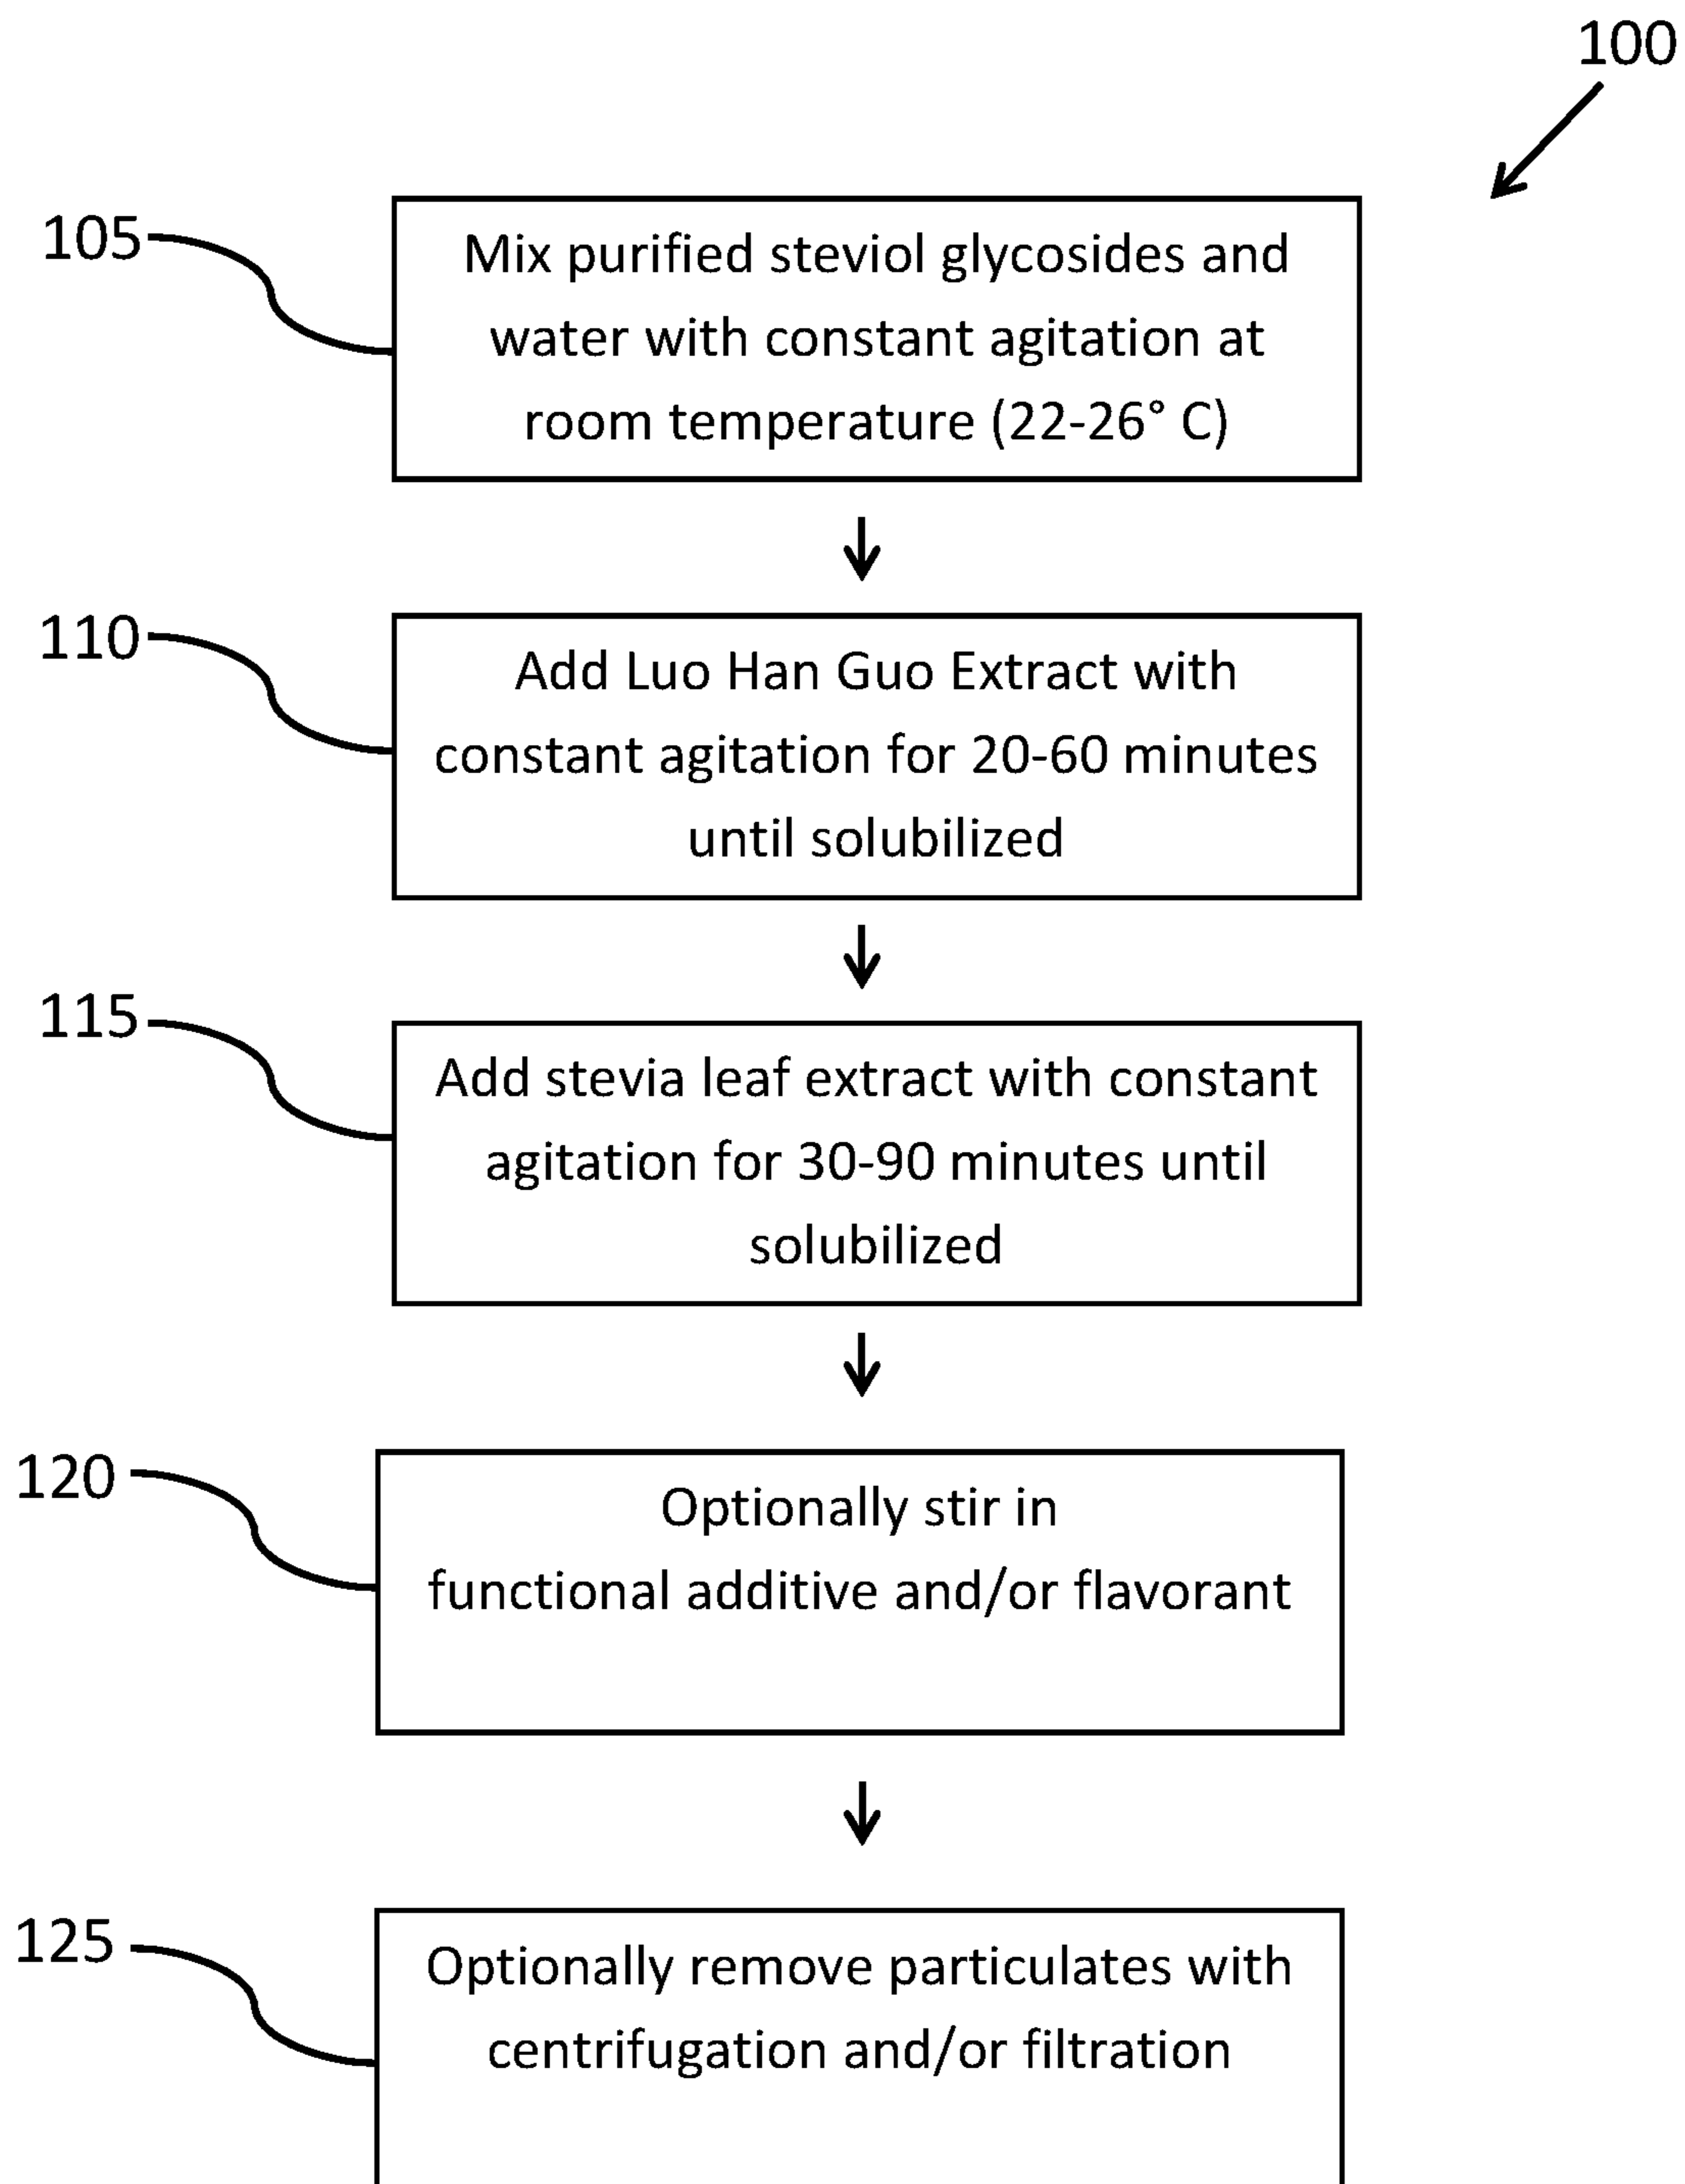 100
105
Mix purified steviol glycosides and
water with constant agitation at
room temperature (22-26° C)
110
Add Luo Han Guo Extract with
constant agitation for 20-60 minutes
until solubilized
115
Add stevia leaf extract with constant
agitation for 30-90 minutes until
solubilized
120
Optionally stir in
functional additive and/or flavorant
125
Optionally remove particulates with
centrifugation and/or filtration